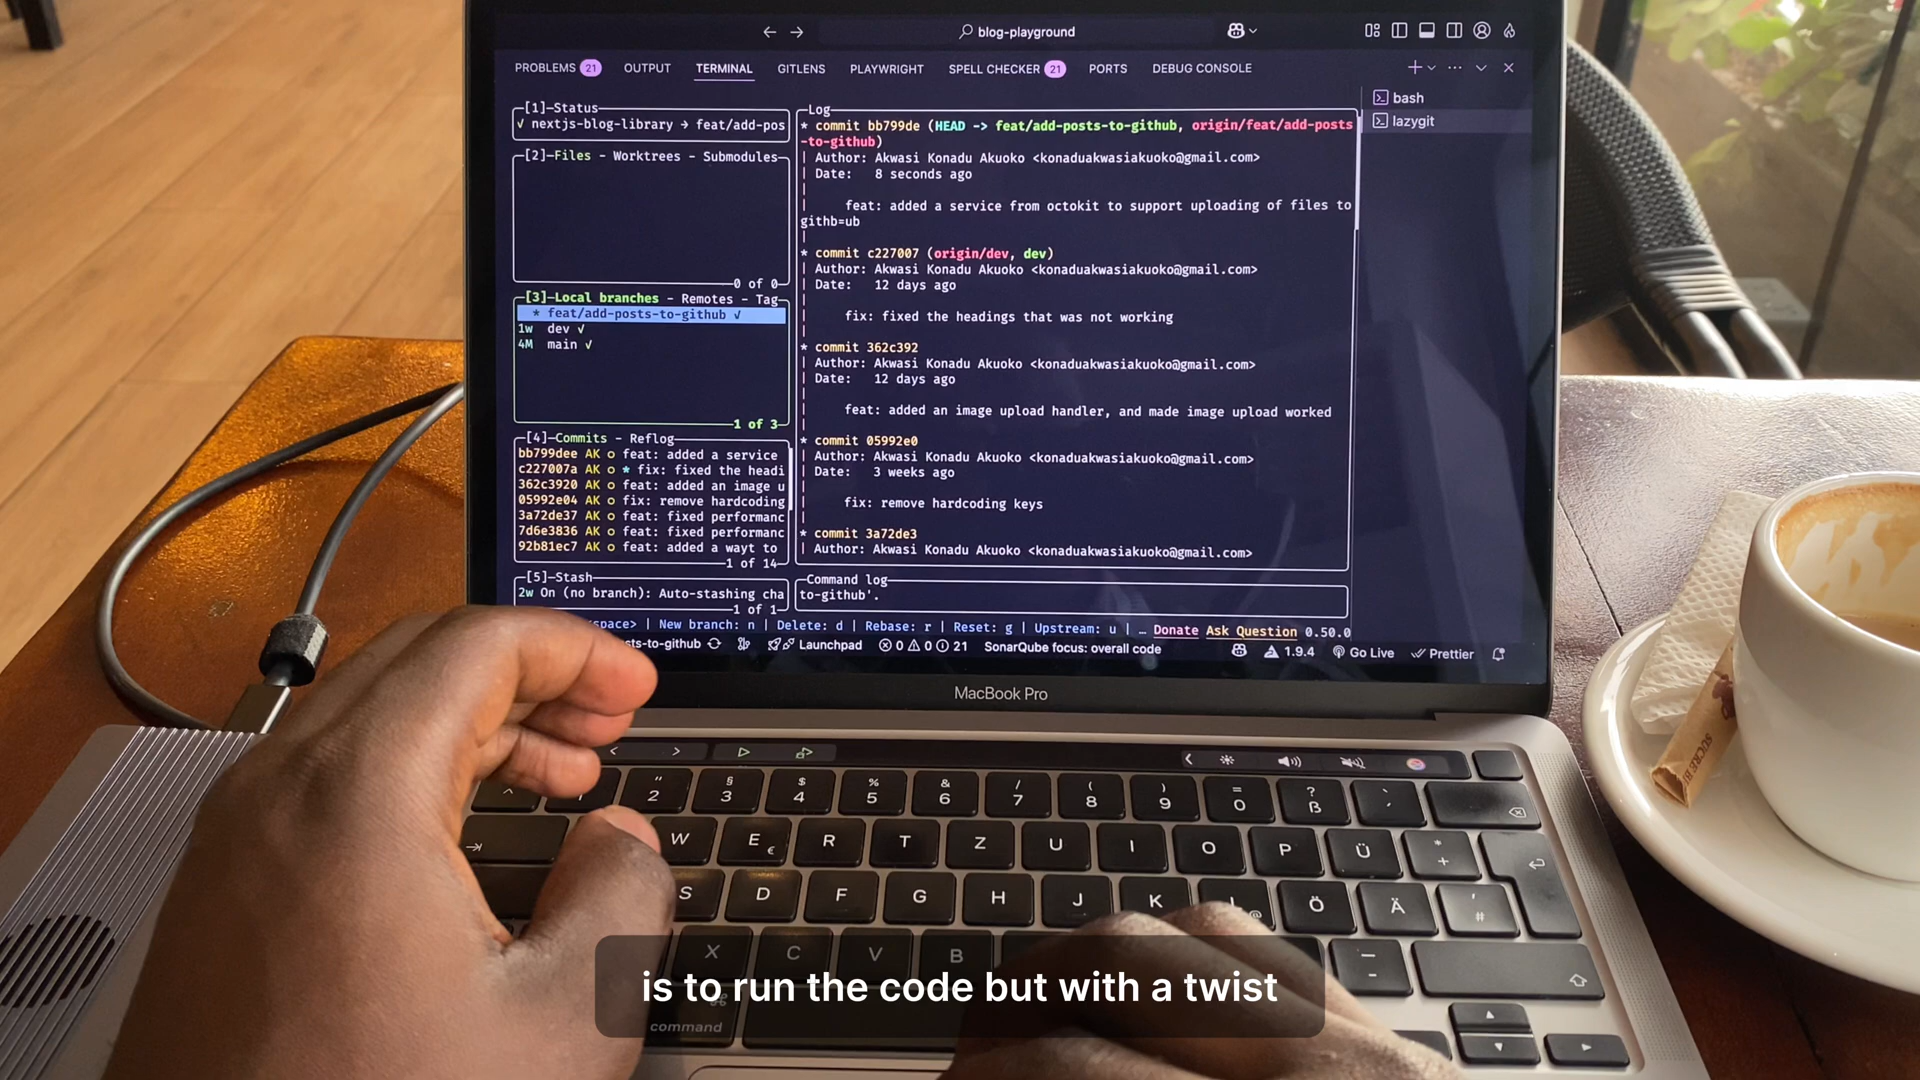 blog-playground
PROBLEMS 21 OUTPUT TERMINAL GITLENS PLAYWRIGHT SPELL CHECKER 21 PORTS DEBUG CONSOLE
bash
lazygit
[1]-Status
✓ nextjs-blog-library → feat/add-pos
[2]-Files - Worktrees - Submodules
0 of 0
[3]-Local branches - Remotes - Tag
* feat/add-posts-to-github ✓
1w dev ✓
4M main ✓
1 of 3
[4]-Commits - Reflog
bb799dee AK o feat: added a service
c227007a AK o * fix: fixed the headi
362c3920 AK o feat: added an image u
05992e04 AK o fix: remove hardcoding
3a72de37 AK o feat: fixed performanc
7d6e3836 AK o feat: fixed performanc
92b81ec7 AK o feat: added a wayt to
1 of 14
[5]-Stash
2w On (no branch): Auto-stashing cha
1 of 1
Log
* commit bb799de (HEAD -> feat/add-posts-to-github, origin/feat/add-posts
-to-github)
| Author: Akwasi Konadu Akuoko <konaduakwasiakuoko@gmail.com>
| Date: 8 seconds ago
|
| feat: added a service from octokit to support uploading of files to
githb=ub
|
* commit c227007 (origin/dev, dev)
| Author: Akwasi Konadu Akuoko <konaduakwasiakuoko@gmail.com>
| Date: 12 days ago
|
| fix: fixed the headings that was not working
|
* commit 362c392
| Author: Akwasi Konadu Akuoko <konaduakwasiakuoko@gmail.com>
| Date: 12 days ago
|
| feat: added an image upload handler, and made image upload worked
|
* commit 05992e0
| Author: Akwasi Konadu Akuoko <konaduakwasiakuoko@gmail.com>
| Date: 3 weeks ago
|
| fix: remove hardcoding keys
|
* commit 3a72de3
| Author: Akwasi Konadu Akuoko <konaduakwasiakuoko@gmail.com>
Command log
to-github'.
space> | New branch: n | Delete: d | Rebase: r | Reset: g | Upstream: u | … Donate Ask Question 0.50.0
sts-to-github Launchpad 0 0 21 SonarQube focus: overall code 1.9.4 Go Live Prettier
MacBook Pro
" § $ % & / ( ) = ? `
2 3 4 5 6 7 8 9 0 ß ´
W E € R T Z U I O P Ü * +
S D F G H J K Ö Ä ' #
X C V B – -
command
SUCRE
is to run the code but with a twist